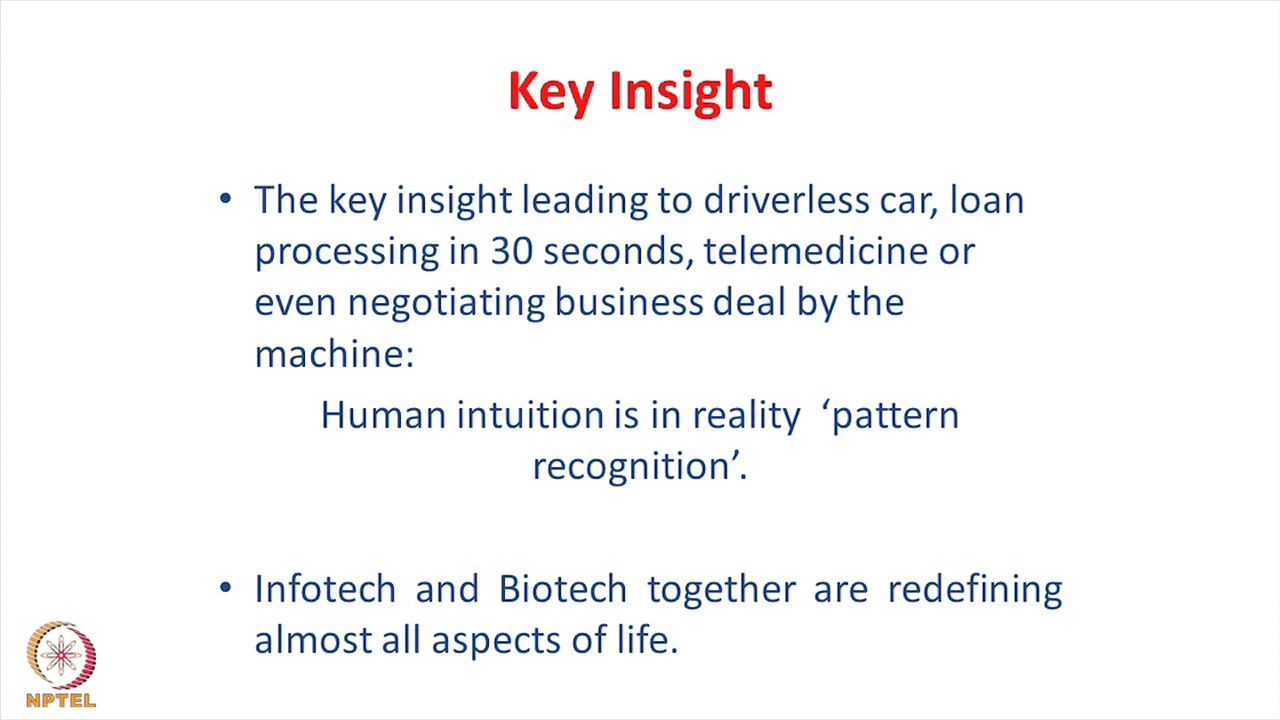 Key Insight
• The key insight leading to driverless car, loan
processing in 30 seconds, telemedicine or
even negotiating business deal by the
machine:
Human intuition is in reality ‘pattern
recognition’.
• Infotech and Biotech together are redefining
almost all aspects of life.
NPTEL